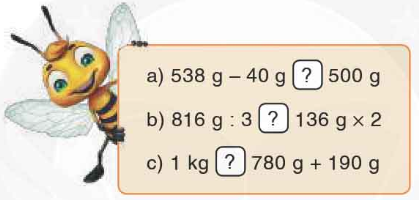 a) 538 g – 40 g ? 500 g
b) 816 g : 3 ? 136 g × 2
c) 1 kg ? 780 g + 190 g